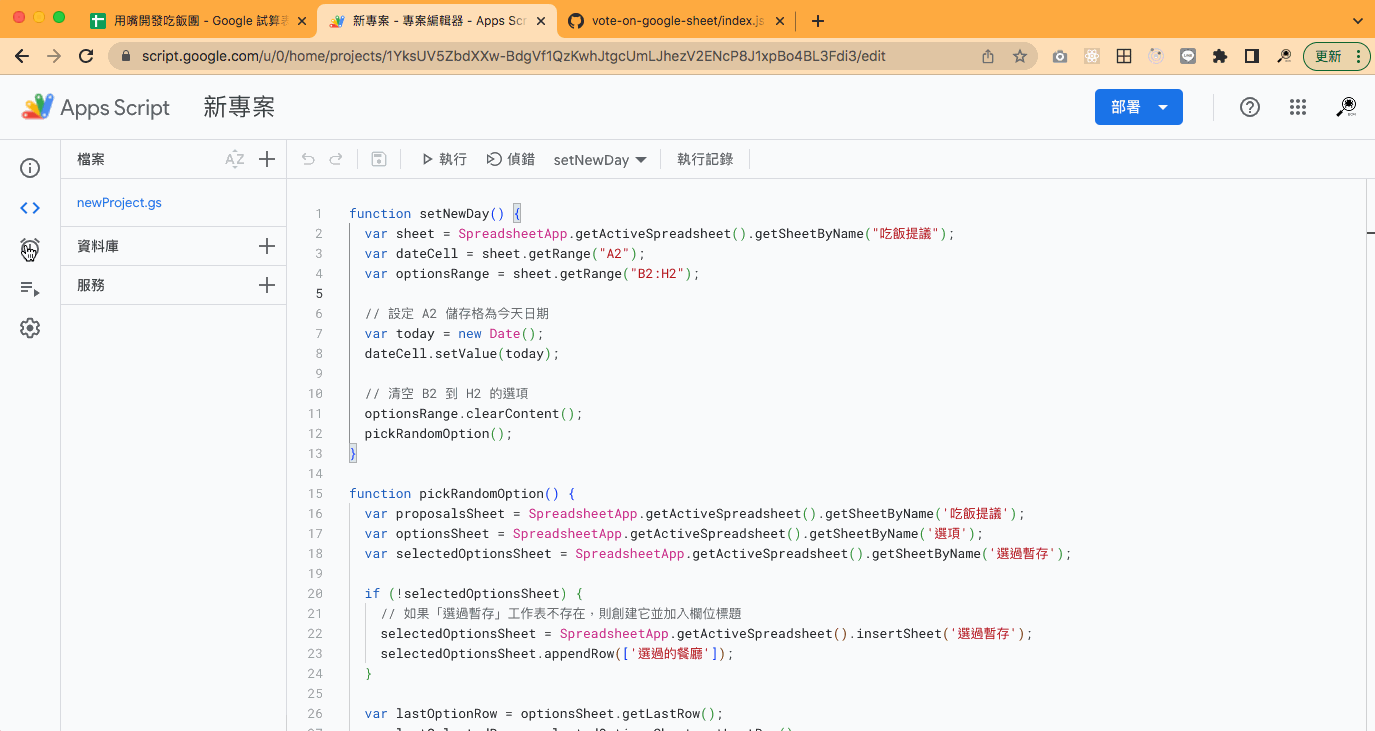 用嘴開發吃飯團 - Google 試算表
新專案 - 專案編輯器 - Apps Scr
vote-on-google-sheet/index.js
script.google.com/u/0/home/projects/1YksUV5ZbdXXw-BdgVf1QzKwhJtgcUmLJhezV2ENcP8J1xpBo4BL3Fdi3/edit
更新
Apps Script 新專案
部署
檔案
AZ
執行 偵錯 setNewDay 執行記錄
newProject.gs
資料庫
服務
1 function setNewDay() {
2 var sheet = SpreadsheetApp.getActiveSpreadsheet().getSheetByName("吃飯提議");
3 var dateCell = sheet.getRange("A2");
4 var optionsRange = sheet.getRange("B2:H2");
5
6 // 設定 A2 儲存格為今天日期
7 var today = new Date();
8 dateCell.setValue(today);
9
10 // 清空 B2 到 H2 的選項
11 optionsRange.clearContent();
12 pickRandomOption();
13 }
14
15 function pickRandomOption() {
16 var proposalsSheet = SpreadsheetApp.getActiveSpreadsheet().getSheetByName('吃飯提議');
17 var optionsSheet = SpreadsheetApp.getActiveSpreadsheet().getSheetByName('選項');
18 var selectedOptionsSheet = SpreadsheetApp.getActiveSpreadsheet().getSheetByName('選過暫存');
19
20 if (!selectedOptionsSheet) {
21 // 如果「選過暫存」工作表不存在，則創建它並加入欄位標題
22 selectedOptionsSheet = SpreadsheetApp.getActiveSpreadsheet().insertSheet('選過暫存');
23 selectedOptionsSheet.appendRow(['選過的餐廳']);
24 }
25
26 var lastOptionRow = optionsSheet.getLastRow();